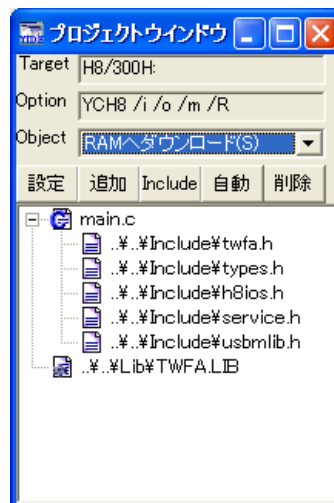 YIDE プロジェクトウインドウ
Target H8/300H:
Option YCH8 /i /o /m /R
Object RAMへダウンロード(S)
設定 追加 Include 自動 削除
main.c
..¥..¥Include¥twfa.h
..¥..¥Include¥types.h
..¥..¥Include¥h8ios.h
..¥..¥Include¥service.h
..¥..¥Include¥usbmlib.h
..¥..¥Lib¥TWFA.LIB